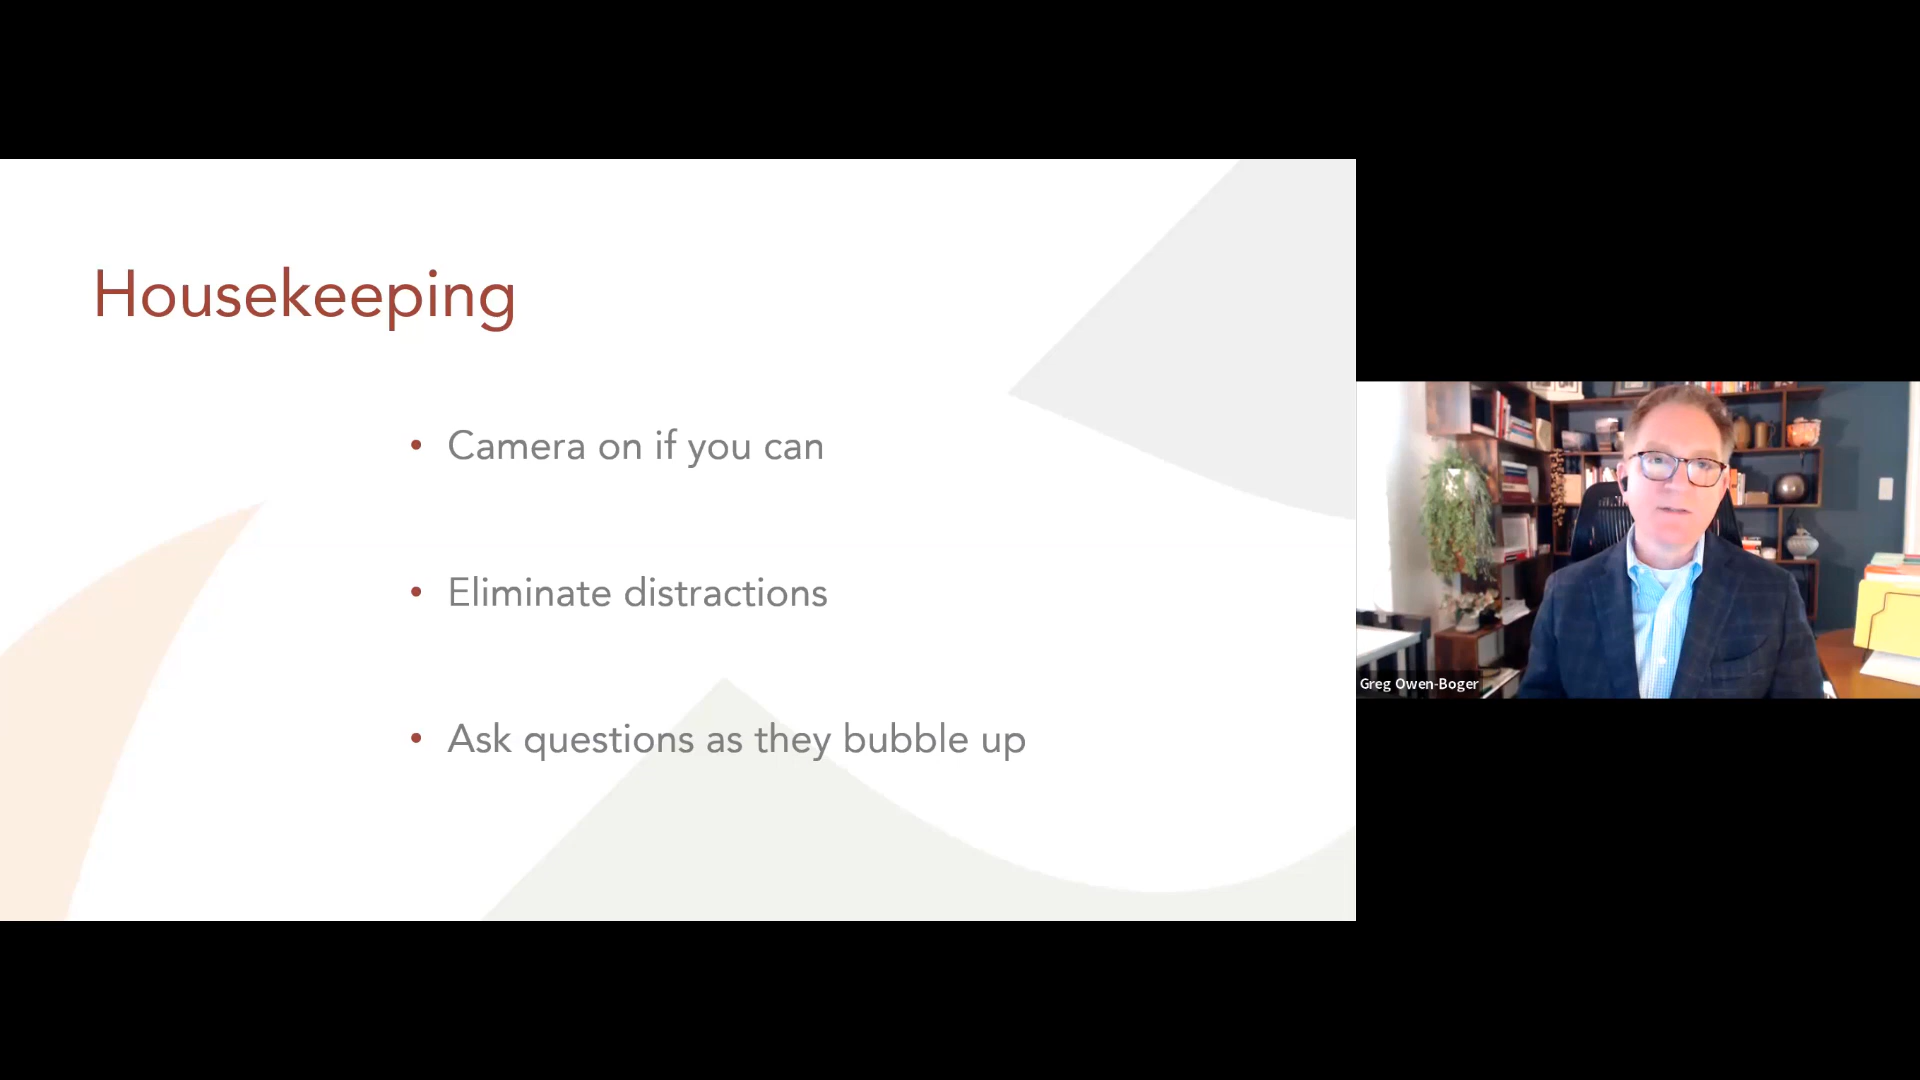 Housekeeping
• Camera on if you can
• Eliminate distractions
• Ask questions as they bubble up
Greg Owen-Boger